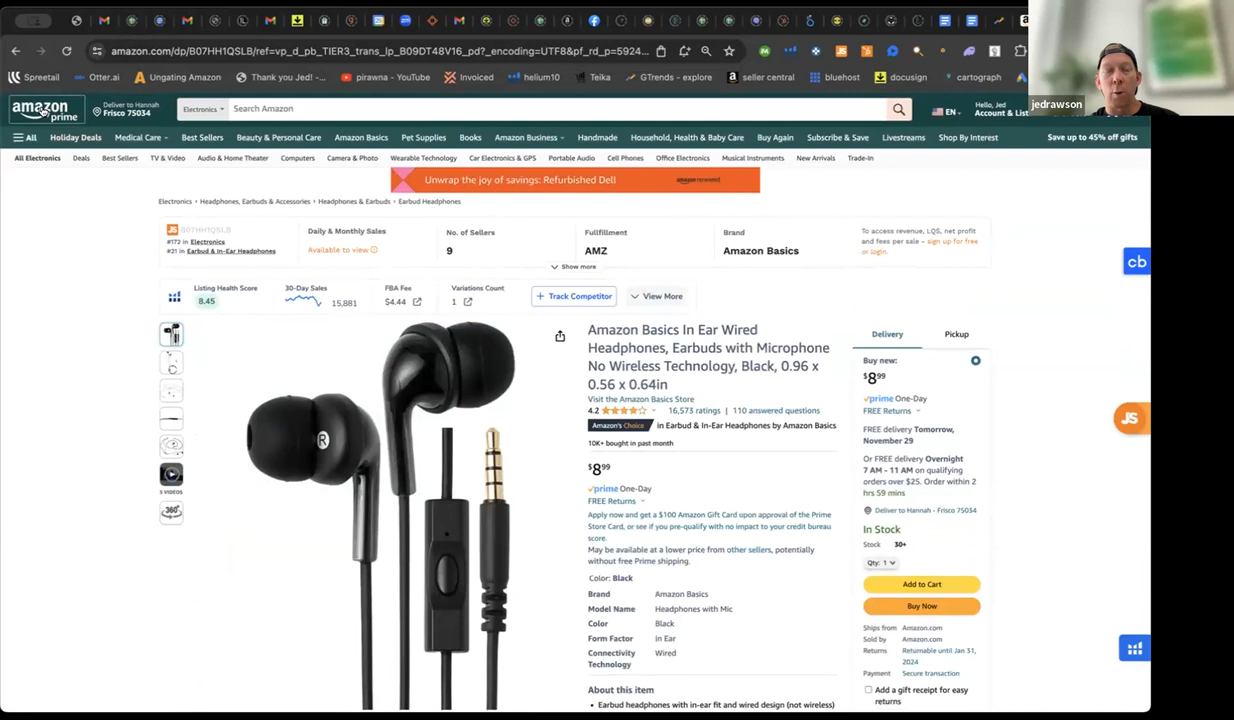 amazon.com/dp/B07HH1QSLB/ref=vp_d_pb_TIER3_trans_lp_B09DT48V16_pd?_encoding=UTF8&pf_rd_p=5924...
Spreetail
Otter.ai
Ungating Amazon
Thank you Jed! -...
pirawna - YouTube
Invoiced
helium10
Teika
GTrends - explore
seller central
bluehost
docusign
cartograph
jedrawson
amazon prime
Deliver to Hannah
Frisco 75034
Electronics
Search Amazon
EN
Hello, Jed
Account & List
All
Holiday Deals
Medical Care
Best Sellers
Beauty & Personal Care
Amazon Basics
Pet Supplies
Books
Amazon Business
Handmade
Household, Health & Baby Care
Buy Again
Subscribe & Save
Livestreams
Shop By Interest
Save up to 45% off gifts
All Electronics
Deals
Best Sellers
TV & Video
Audio & Home Theater
Computers
Camera & Photo
Wearable Technology
Car Electronics & GPS
Portable Audio
Cell Phones
Office Electronics
Musical Instruments
New Arrivals
Trade-In
Unwrap the joy of savings: Refurbished Dell
amazon renewed
Electronics › Headphones, Earbuds & Accessories › Headphones & Earbuds › Earbud Headphones
JS B07HH1QSLB
#172 in Electronics
#21 in Earbud & In-Ear Headphones
Daily & Monthly Sales
Available to view
No. of Sellers
9
Fullfillment
AMZ
Brand
Amazon Basics
To access revenue, LQS, net profit
and fees per sale - sign up for free
or login.
Show more
Listing Health Score
8.45
30-Day Sales
15,881
FBA Fee
$4.44
Variations Count
1
+ Track Competitor
View More
cb
JS
5 VIDEOS
360°
R
Amazon Basics In Ear Wired
Headphones, Earbuds with Microphone
No Wireless Technology, Black, 0.96 x
0.56 x 0.64in
Visit the Amazon Basics Store
4.2
16,573 ratings | 110 answered questions
Amazon's Choice in Earbud & In-Ear Headphones by Amazon Basics
10K+ bought in past month
$8.99
prime One-Day
FREE Returns
Apply now and get a $100 Amazon Gift Card upon approval of the Prime
Store Card, or see if you pre-qualify with no impact to your credit bureau
score.
May be available at a lower price from other sellers, potentially
without free Prime shipping.
Color: Black
Brand Amazon Basics
Model Name Headphones with Mic
Color Black
Form Factor In Ear
Connectivity Wired
Technology
About this item
• Earbud headphones with in-ear fit and wired design (not wireless)
Delivery
Pickup
Buy new:
$8.99
prime One-Day
FREE Returns
FREE delivery Tomorrow,
November 29
Or FREE delivery Overnight
7 AM - 11 AM on qualifying
orders over $25. Order within 2
hrs 59 mins
Deliver to Hannah - Frisco 75034
In Stock
Stock 30+
Qty: 1
Add to Cart
Buy Now
Ships from Amazon.com
Sold by Amazon.com
Returns Returnable until Jan 31,
2024
Payment Secure transaction
Add a gift receipt for easy
returns